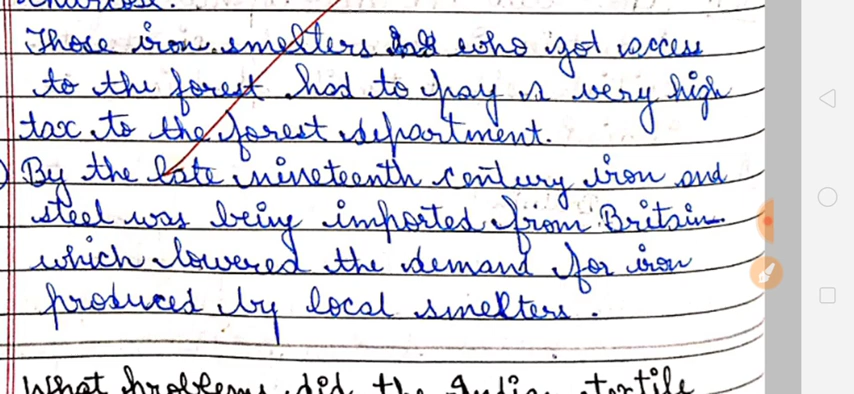 charcoal.
Those iron smelters who got access
to the forest had to pay a very high
tax to the forest department.
) By the late nineteenth century iron and
steel was being imported from Britain
which lowered the demand for iron
produced by local smelters.
What problems did the Indian textile